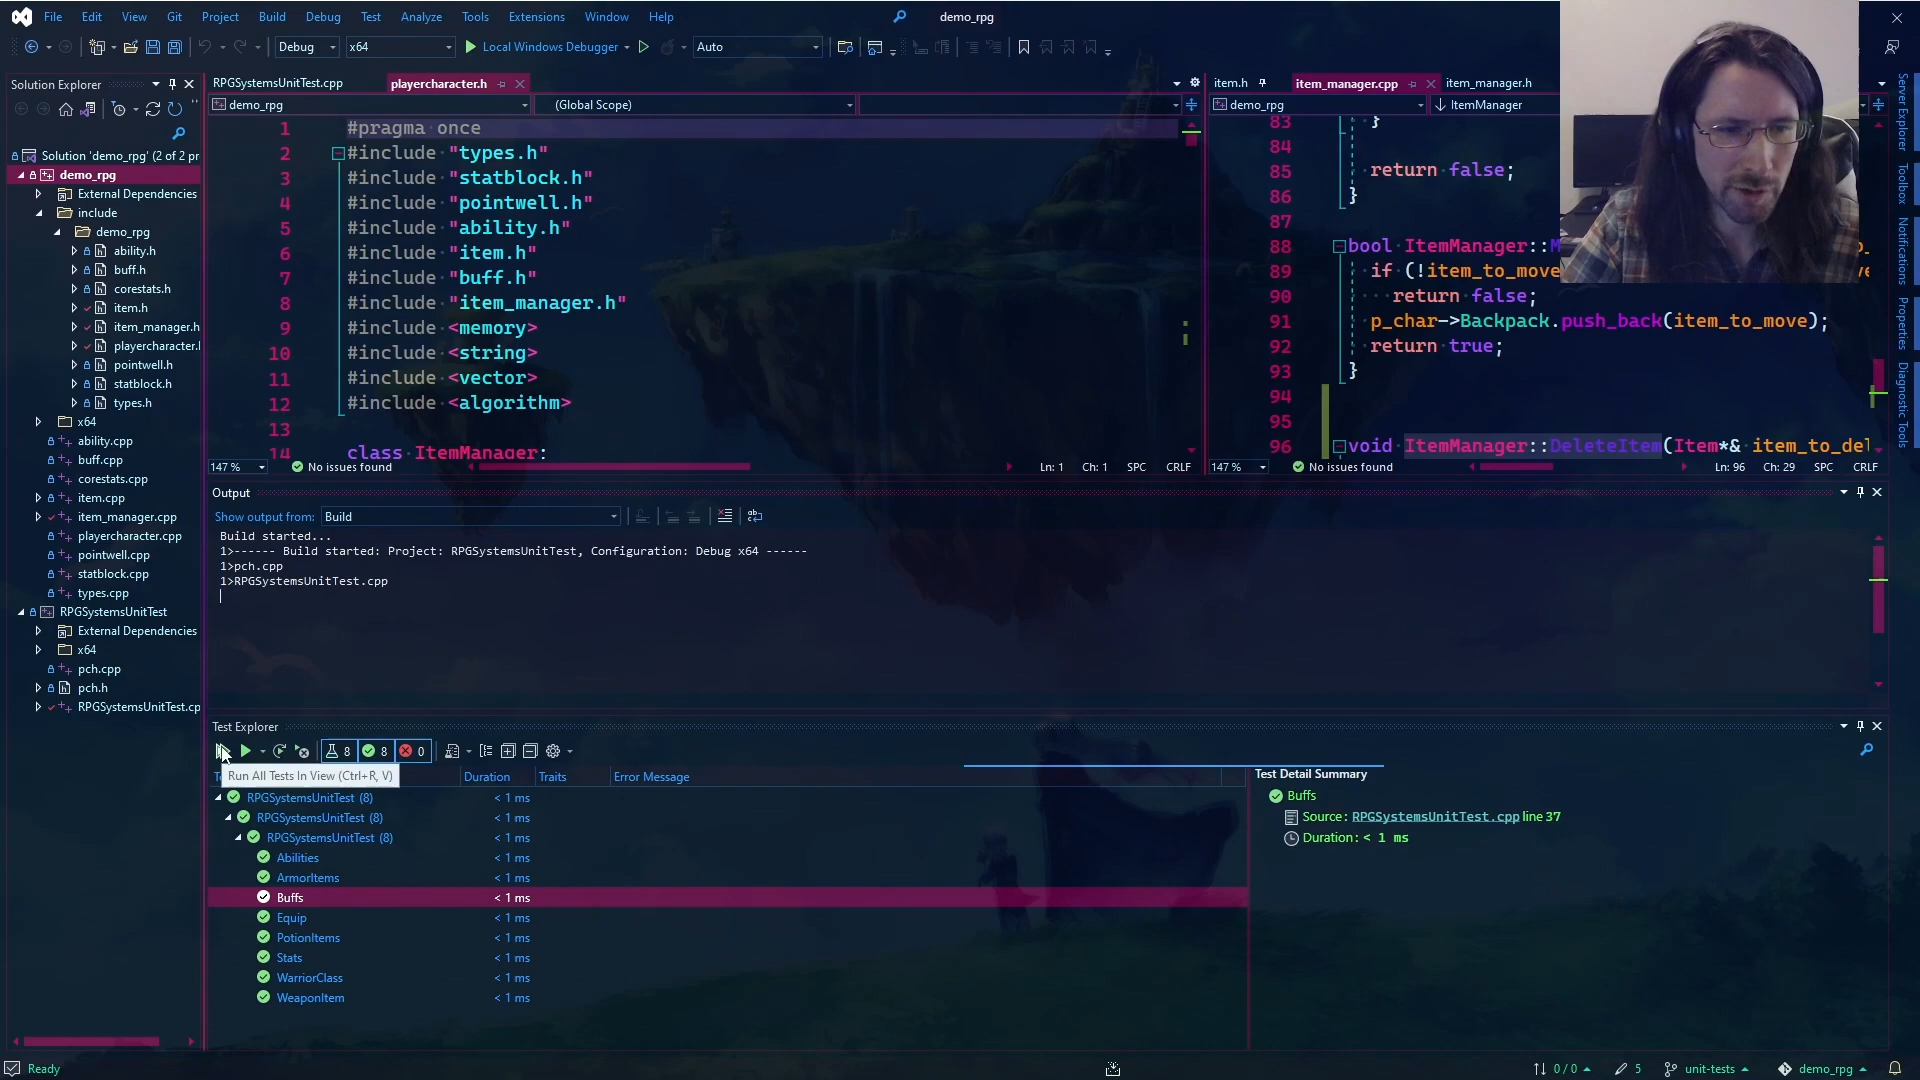 File Edit View Git Project Build Debug Test Analyze Tools Extensions Window Help demo_rpg
Debug x64 Local Windows Debugger Auto
Solution Explorer
Solution 'demo_rpg' (2 of 2 pr
demo_rpg
External Dependencies
include
demo_rpg
ability.h
buff.h
corestats.h
item.h
item_manager.h
playercharacter.h
pointwell.h
statblock.h
types.h
x64
ability.cpp
buff.cpp
corestats.cpp
item.cpp
item_manager.cpp
playercharacter.cpp
pointwell.cpp
statblock.cpp
types.cpp
RPGSystemsUnitTest
External Dependencies
x64
pch.cpp
pch.h
RPGSystemsUnitTest.cp
RPGSystemsUnitTest.cpp playercharacter.h
demo_rpg (Global Scope)
1 #pragma once
2 #include "types.h"
3 #include "statblock.h"
4 #include "pointwell.h"
5 #include "ability.h"
6 #include "item.h"
7 #include "buff.h"
8 #include "item_manager.h"
9 #include <memory>
10 #include <string>
11 #include <vector>
12 #include <algorithm>
13
14 class ItemManager;
147 % No issues found Ln: 1 Ch: 1 SPC CRLF
item.h item_manager.cpp item_manager.h
demo_rpg ItemManager
83 }
84
85 return false;
86 }
87
88 bool ItemManager::M
89 if (!item_to_move
90 return false;
91 p_char->Backpack.push_back(item_to_move);
92 return true;
93 }
94
95
96 void ItemManager::DeleteItem(Item*& item_to_del
147 % No issues found Ln: 96 Ch: 29 SPC CRLF
Server Explorer
Toolbox
Notifications
Properties
Diagnostic Tools
Output
Show output from: Build
Build started...
1>------ Build started: Project: RPGSystemsUnitTest, Configuration: Debug x64 ------
1>pch.cpp
1>RPGSystemsUnitTest.cpp
Test Explorer
8 8 0
Run All Tests In View (Ctrl+R, V)
Duration Traits Error Message
RPGSystemsUnitTest (8) < 1 ms
RPGSystemsUnitTest (8) < 1 ms
RPGSystemsUnitTest (8) < 1 ms
Abilities < 1 ms
ArmorItems < 1 ms
Buffs < 1 ms
Equip < 1 ms
PotionItems < 1 ms
Stats < 1 ms
WarriorClass < 1 ms
WeaponItem < 1 ms
Test Detail Summary
Buffs
Source: RPGSystemsUnitTest.cpp line 37
Duration: < 1 ms
Ready 0 / 0 5 unit-tests demo_rpg